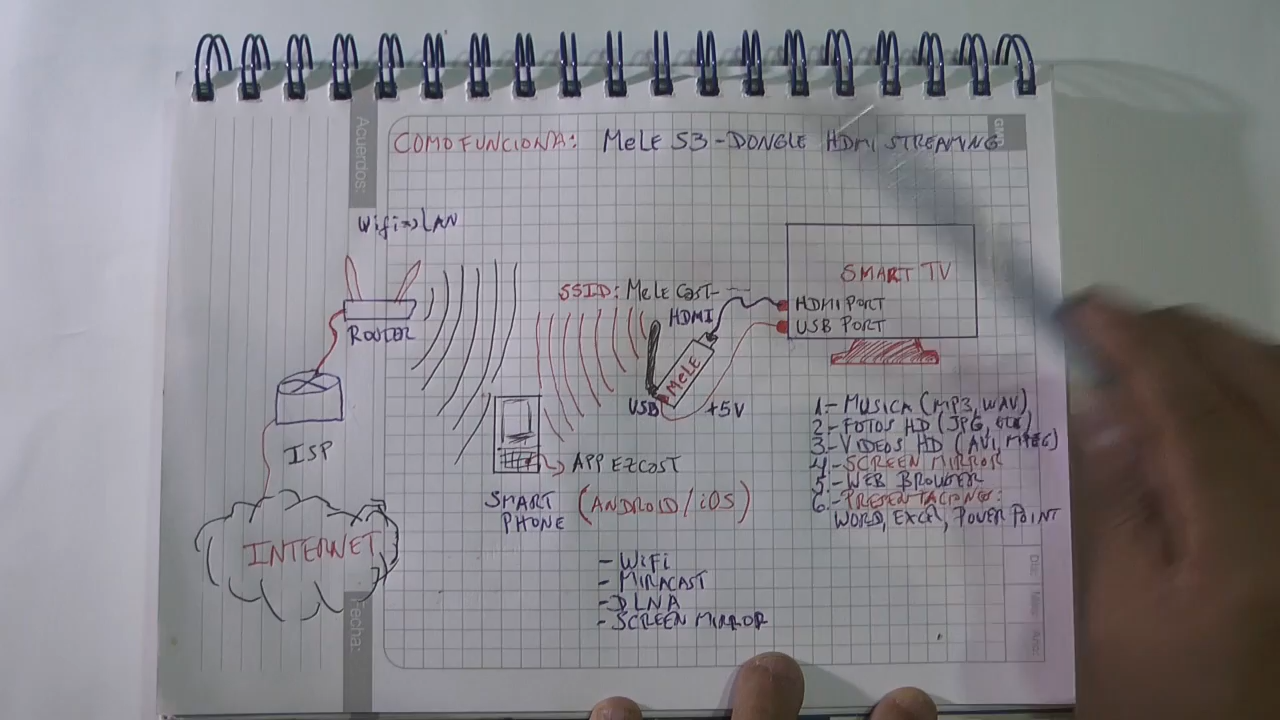 Acuerdos:
COMO FUNCIONA: MeLE S3 - DONGLE HDMI STREAMING
Wifi => LAN
ROUTER
ISP
INTERNET
SSID: MeleCast-
HDMI
MeLE
USB
+5V
SMART TV
HDMI PORT
USB PORT
APP EZCAST
SMART PHONE (ANDROID/iOS)
1.- MUSICA (MP3, WAV)
2.- FOTOS HD (JPG,
3.- VIDEOS HD (AVI, MPEG)
4.- SCREEN MIRROR
5.- WEB BROWSER
6.- PRESENTACIONES:
WORD, EXCEL, POWER POINT
- WiFi
- MIRACAST
- DLNA
- SCREEN MIRROR
Fecha:
Día:
Mes:
Año: